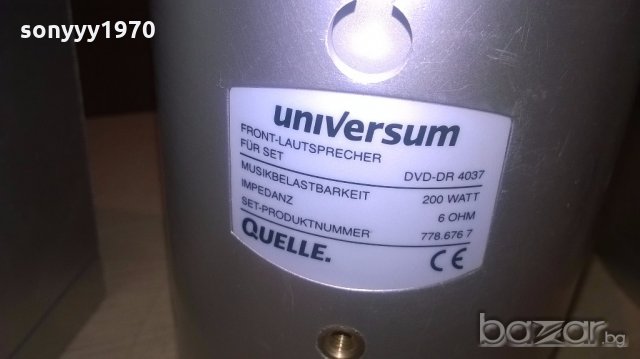 sonyyy1970
universum
FRONT-LAUTSPRECHER
FÜR SET DVD-DR 4037
MUSIKBELASTBARKEIT 200 WATT
IMPEDANZ 6 OHM
SET-PRODUKTNUMMER 778.676 7
QUELLE. CE
bazar.bg